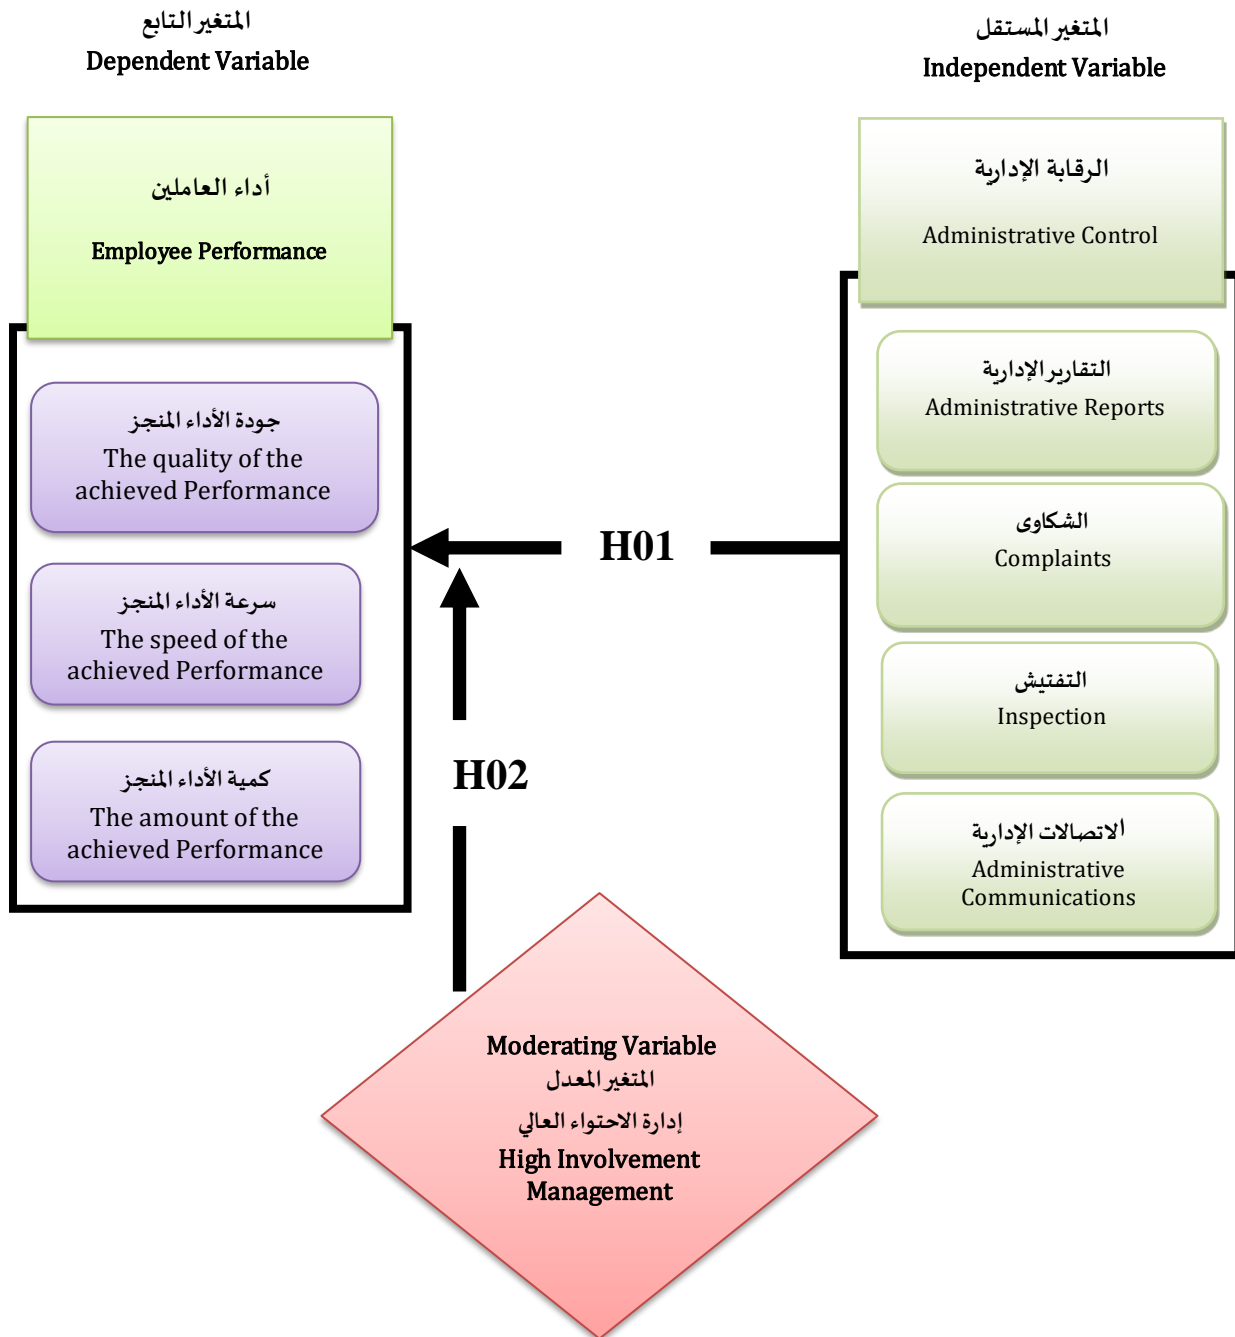 المتغير التابع
Dependent Variable
المتغير المستقل
Independent Variable
أداء العاملين
Employee Performance
الرقابة الإدارية
Administrative Control
جودة الأداء المنجز
The quality of the
achieved Performance
سرعة الأداء المنجز
The speed of the
achieved Performance
كمية الأداء المنجز
The amount of the
achieved Performance
H01
H02
التقارير الإدارية
Administrative Reports
الشكاوى
Complaints
التفتيش
Inspection
ألاتصالات الإدارية
Administrative
Communications
Moderating Variable
المتغير المعدل
إدارة الاحتواء العالي
High Involvement
Management